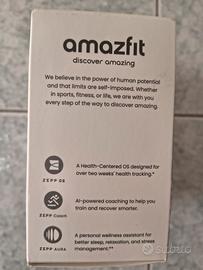 amazfit
discover amazing
We believe in the power of human potential
and that limits are self-imposed. Whether
in sports, fitness, or life, we are with you
every step of the way to discover amazing.
ZEPP OS
A Health-Centered OS designed for
over two weeks' health tracking.*
ZEPP Coach
AI-powered coaching to help you
train and recover smarter.
ZEPP AURA
A personal wellness assistant for
better sleep, relaxation, and stress
management.**
Subito